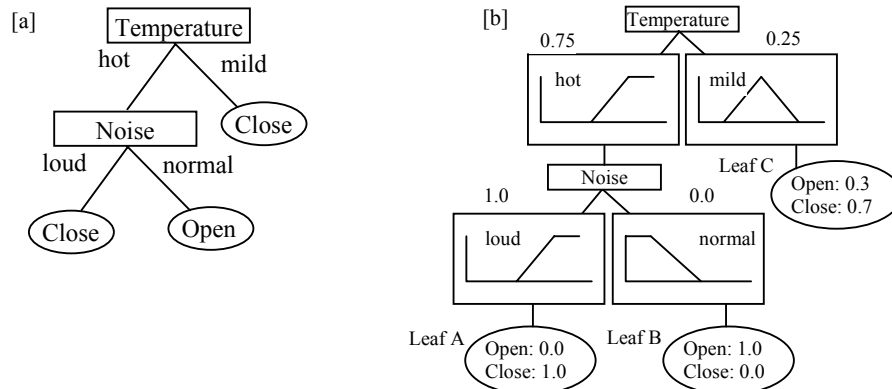 [a]
Temperature
hot
mild
Noise
Close
loud
normal
Close
Open
[b]
Temperature
0.75
0.25
hot
mild
Noise
Leaf C
Open: 0.3
Close: 0.7
1.0
0.0
loud
normal
Leaf A
Open: 0.0
Close: 1.0
Leaf B
Open: 1.0
Close: 0.0